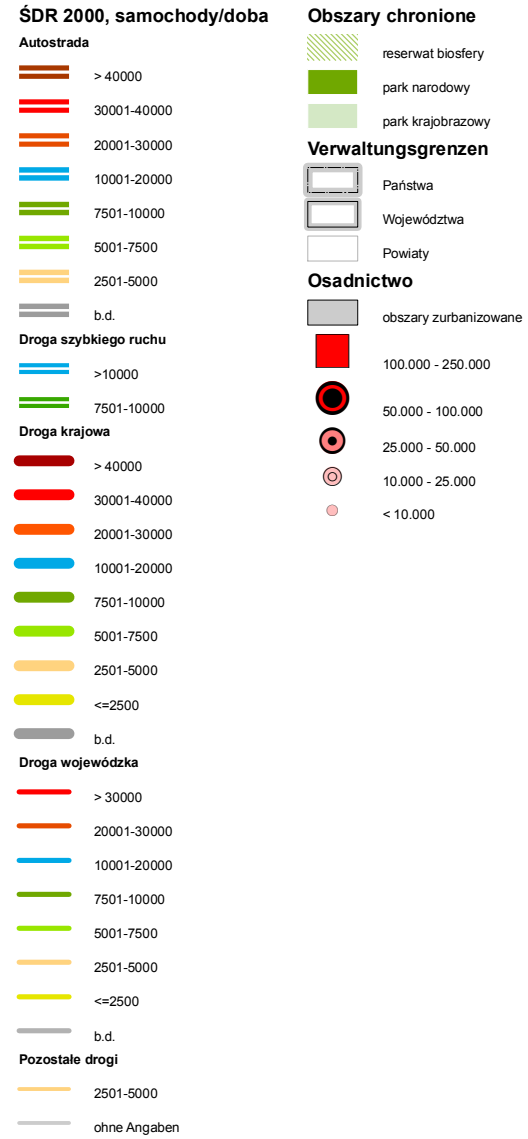 ŚDR 2000, samochody/doba
Autostrada
> 40000
30001-40000
20001-30000
10001-20000
7501-10000
5001-7500
2501-5000
b.d.
Droga szybkiego ruchu
>10000
7501-10000
Droga krajowa
> 40000
30001-40000
20001-30000
10001-20000
7501-10000
5001-7500
2501-5000
<=2500
b.d.
Droga wojewódzka
> 30000
20001-30000
10001-20000
7501-10000
5001-7500
2501-5000
<=2500
b.d.
Pozostałe drogi
2501-5000
ohne Angaben
Obszary chronione
reserwat biosfery
park narodowy
park krajobrazowy
Verwaltungsgrenzen
Państwa
Województwa
Powiaty
Osadnictwo
obszary zurbanizowane
100.000 - 250.000
50.000 - 100.000
25.000 - 50.000
10.000 - 25.000
< 10.000